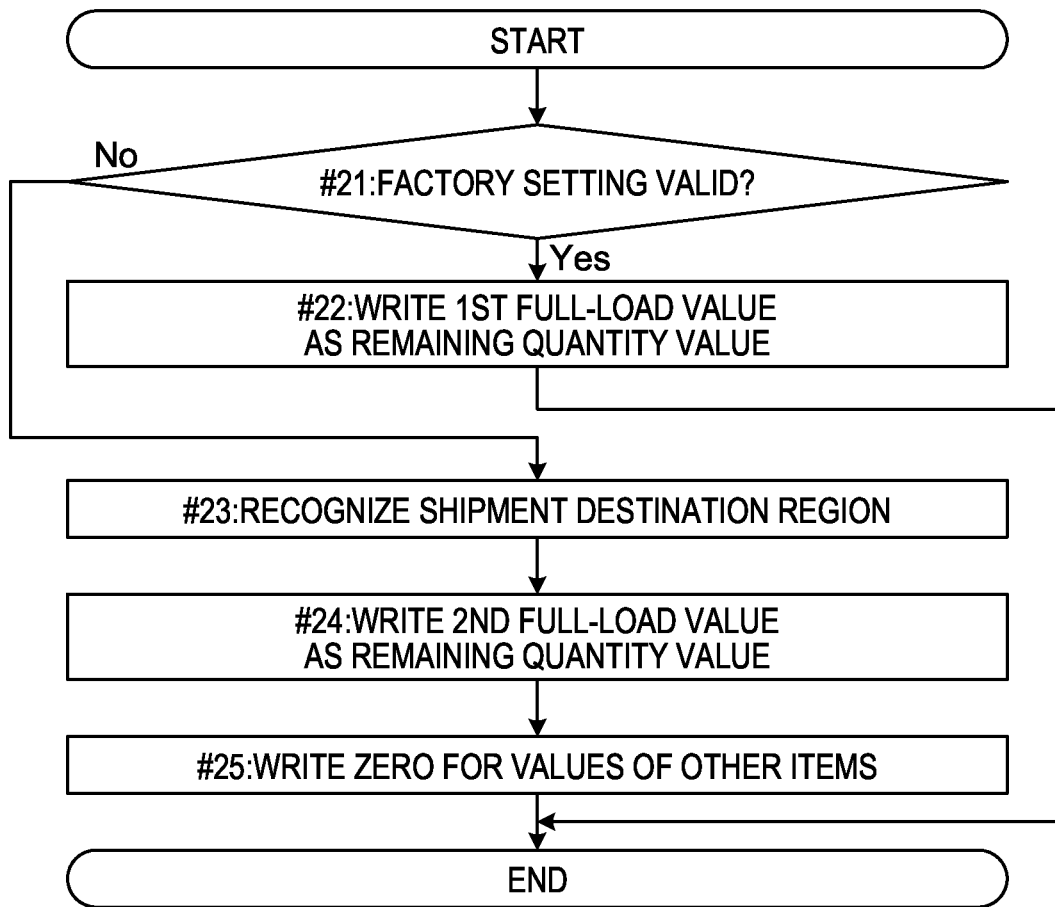 START
No
#21:FACTORY SETTING VALID?
Yes
#22:WRITE 1ST FULL-LOAD VALUE
AS REMAINING QUANTITY VALUE
#23:RECOGNIZE SHIPMENT DESTINATION REGION
#24:WRITE 2ND FULL-LOAD VALUE
AS REMAINING QUANTITY VALUE
#25:WRITE ZERO FOR VALUES OF OTHER ITEMS
END